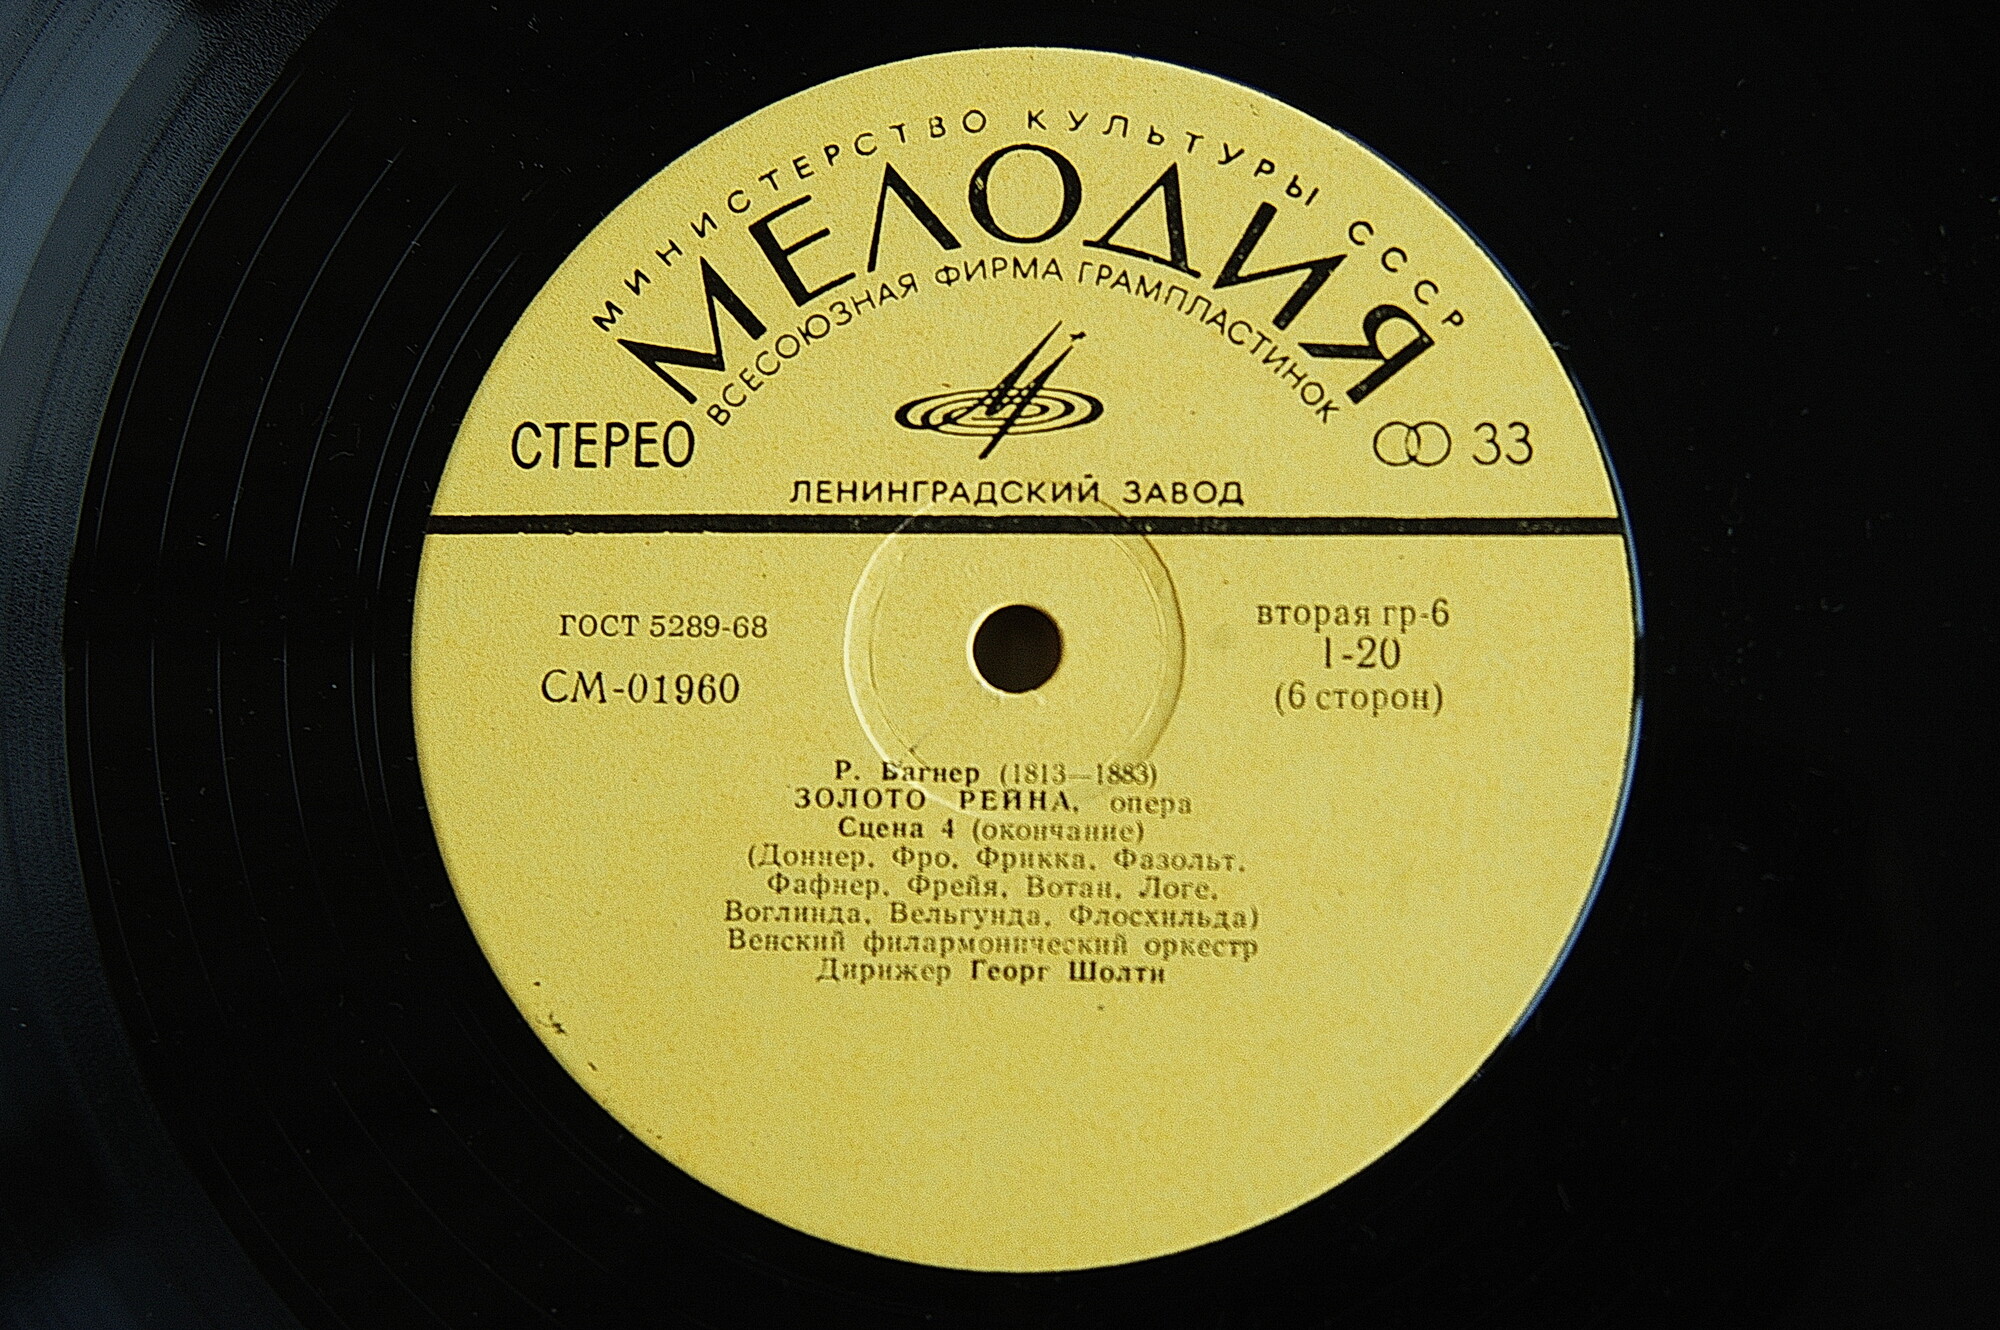 МИНИСТЕРСТВО КУЛЬТУРЫ СССР
МЕЛОДИЯ
ВСЕСОЮЗНАЯ ФИРМА ГРАМПЛАСТИНОК
СТЕРЕО
33
ЛЕНИНГРАДСКИЙ ЗАВОД
ГОСТ 5289-68
СМ-01960
вторая гр-6
1-20
(6 сторон)
Р. Вагнер (1813—1883)
ЗОЛОТО РЕЙНА, опера
Сцена 4 (окончание)
(Доннер, Фро, Фрикка, Фазольт,
Фафнер, Фрейя, Вотан, Логе,
Воглинда, Вельгунда, Флосхильда)
Венский филармонический оркестр
Дирижер Георг Шолти